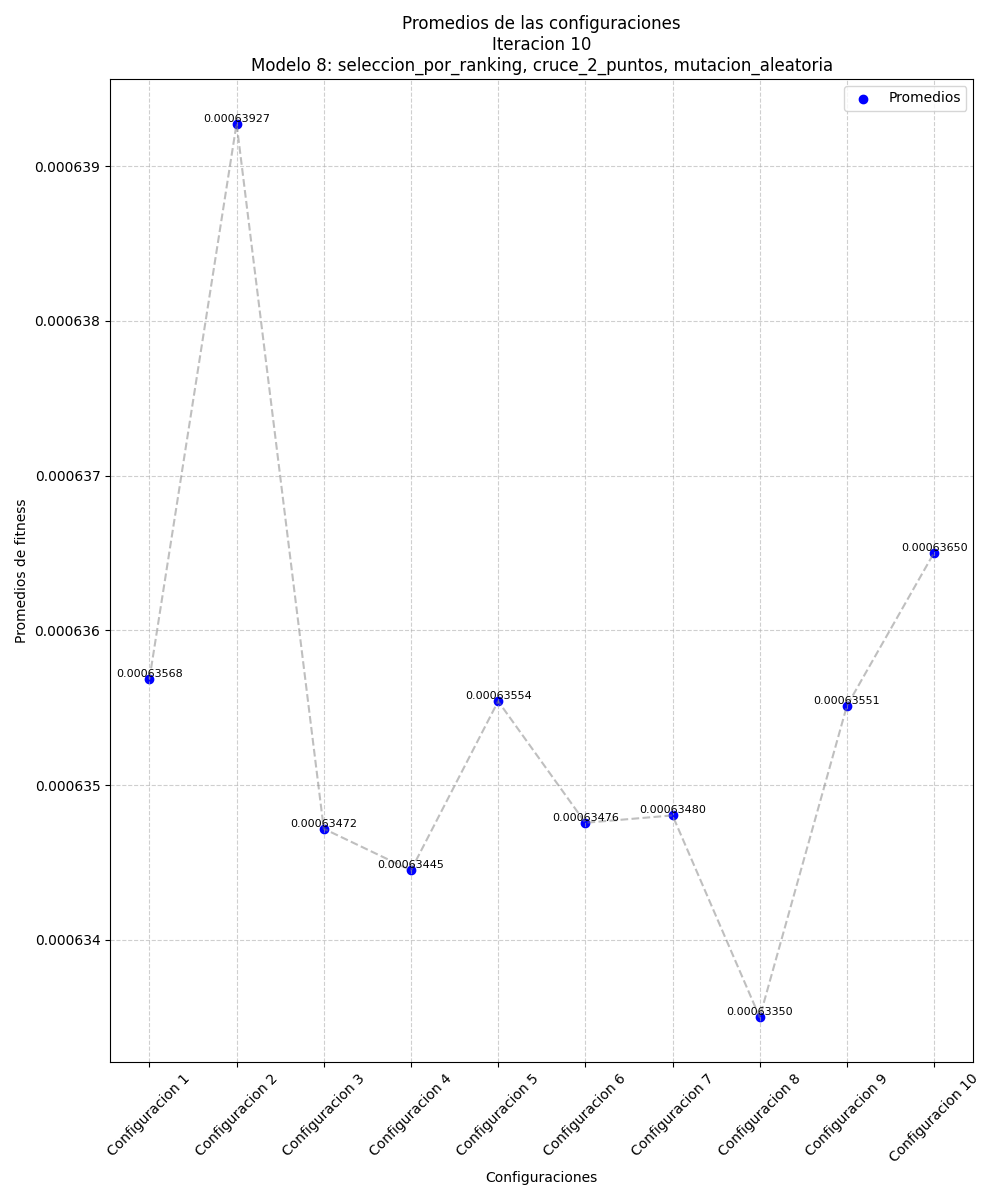 Promedios de las configuraciones
Iteracion 10
Modelo 8: seleccion_por_ranking, cruce_2_puntos, mutacion_aleatoria
Promedios
0.00063927
0.000639
0.000638
0.000637
0.00063650
0.000636
0.00063568
0.00063554
0.00063551
0.000635
0.00063480
0.00063476
0.00063472
0.00063445
0.000634
0.00063350
Promedios de fitness
Configuracion 1
Configuracion 2
Configuracion 3
Configuracion 4
Configuracion 5
Configuracion 6
Configuracion 7
Configuracion 8
Configuracion 9
Configuracion 10
Configuraciones